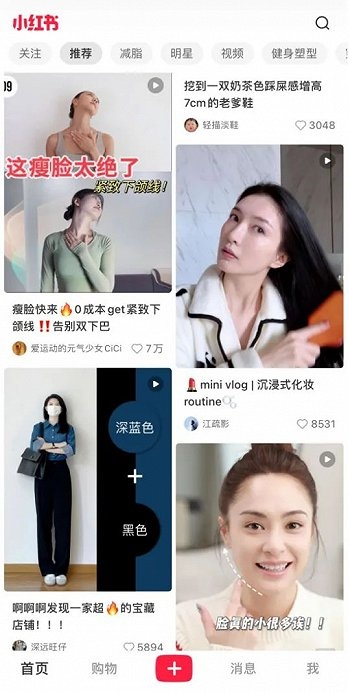 小红书
关注 推荐 减脂 明星 视频 健身塑型
09
这瘦脸太绝了
紧致下颌线！
瘦脸快来🔥0成本get紧致下
颌线‼️告别双下巴
爱运动的元气少女CiCi 7万
挖到一双奶茶色踩屎感增高
7cm的老爹鞋
轻描淡鞋 3048
💄mini vlog | 沉浸式化妆
routine🫧
江疏影 8531
深蓝色
+
黑色
啊啊啊发现一家超🔥的宝藏
店铺！！！
深远旺仔 5894
脸真的小很多诶！！
首页 购物 + 消息 我